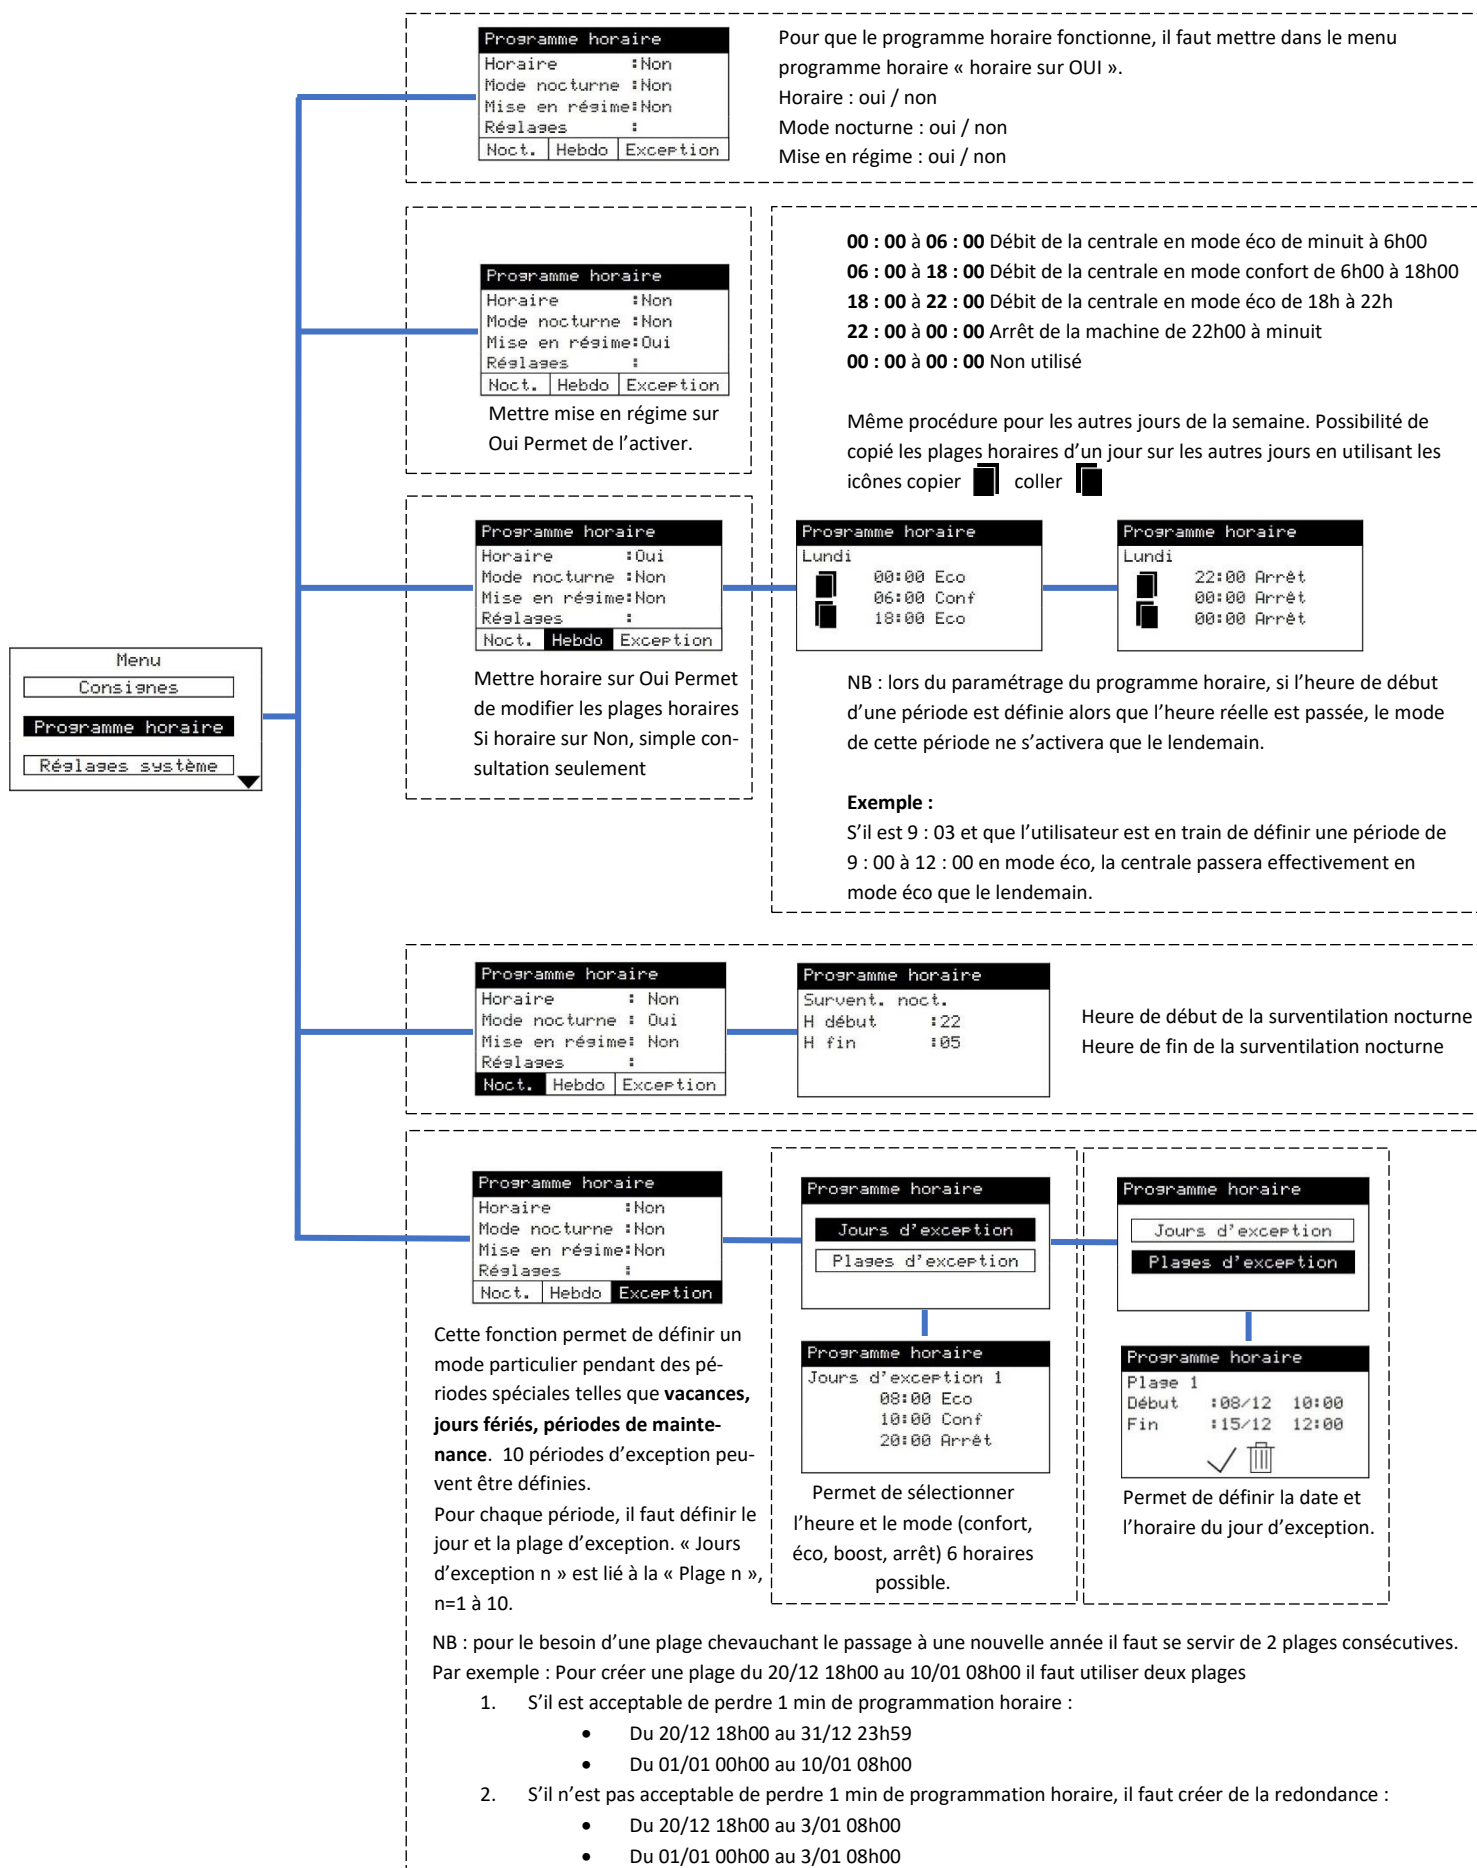 Programme horaire
Horaire :Non
Mode nocturne :Non
Mise en régime:Non
Réglages :
Noct. Hebdo Exception
Pour que le programme horaire fonctionne, il faut mettre dans le menu
programme horaire « horaire sur OUI ».
Horaire : oui / non
Mode nocturne : oui / non
Mise en régime : oui / non
Programme horaire
Horaire :Non
Mode nocturne :Non
Mise en régime:Oui
Réglages :
Noct. Hebdo Exception
Mettre mise en régime sur
Oui Permet de l’activer.
00 : 00 à 06 : 00 Débit de la centrale en mode éco de minuit à 6h00
06 : 00 à 18 : 00 Débit de la centrale en mode confort de 6h00 à 18h00
18 : 00 à 22 : 00 Débit de la centrale en mode éco de 18h à 22h
22 : 00 à 00 : 00 Arrêt de la machine de 22h00 à minuit
00 : 00 à 00 : 00 Non utilisé
Même procédure pour les autres jours de la semaine. Possibilité de
copié les plages horaires d’un jour sur les autres jours en utilisant les
icônes copier coller
Programme horaire
Horaire :Oui
Mode nocturne :Non
Mise en régime:Non
Réglages :
Noct. Hebdo Exception
Mettre horaire sur Oui Permet
de modifier les plages horaires
Si horaire sur Non, simple con-
sultation seulement
Programme horaire
Lundi
00:00 Eco
06:00 Conf
18:00 Eco
Programme horaire
Lundi
22:00 Arrêt
00:00 Arrêt
00:00 Arrêt
NB : lors du paramétrage du programme horaire, si l’heure de début
d’une période est définie alors que l’heure réelle est passée, le mode
de cette période ne s’activera que le lendemain.
Exemple :
S’il est 9 : 03 et que l’utilisateur est en train de définir une période de
9 : 00 à 12 : 00 en mode éco, la centrale passera effectivement en
mode éco que le lendemain.
Menu
Consignes
Programme horaire
Réglages système
Programme horaire
Horaire : Non
Mode nocturne : Oui
Mise en régime: Non
Réglages :
Noct. Hebdo Exception
Programme horaire
Survent. noct.
H début :22
H fin :05
Heure de début de la surventilation nocturne
Heure de fin de la surventilation nocturne
Programme horaire
Horaire :Non
Mode nocturne :Non
Mise en régime:Non
Réglages :
Noct. Hebdo Exception
Cette fonction permet de définir un
mode particulier pendant des pé-
riodes spéciales telles que vacances,
jours fériés, périodes de mainte-
nance. 10 périodes d’exception peu-
vent être définies.
Pour chaque période, il faut définir le
jour et la plage d’exception. « Jours
d’exception n » est lié à la « Plage n »,
n=1 à 10.
Programme horaire
Jours d’exception
Plages d’exception
Programme horaire
Jours d’exception 1
08:00 Eco
10:00 Conf
20:00 Arrêt
Permet de sélectionner
l’heure et le mode (confort,
éco, boost, arrêt) 6 horaires
possible.
Programme horaire
Jours d’exception
Plages d’exception
Programme horaire
Plage 1
Début :08/12 10:00
Fin :15/12 12:00
Permet de définir la date et
l’horaire du jour d’exception.
NB : pour le besoin d’une plage chevauchant le passage à une nouvelle année il faut se servir de 2 plages consécutives.
Par exemple : Pour créer une plage du 20/12 18h00 au 10/01 08h00 il faut utiliser deux plages
1. S’il est acceptable de perdre 1 min de programmation horaire :
• Du 20/12 18h00 au 31/12 23h59
• Du 01/01 00h00 au 10/01 08h00
2. S’il n’est pas acceptable de perdre 1 min de programmation horaire, il faut créer de la redondance :
• Du 20/12 18h00 au 3/01 08h00
• Du 01/01 00h00 au 3/01 08h00